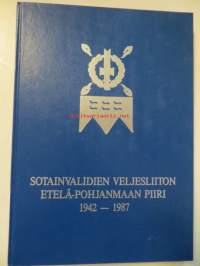 SOTAINVALIDIEN VELJESLIITON
ETELÄ-POHJANMAAN PIIRI
1942 — 1987